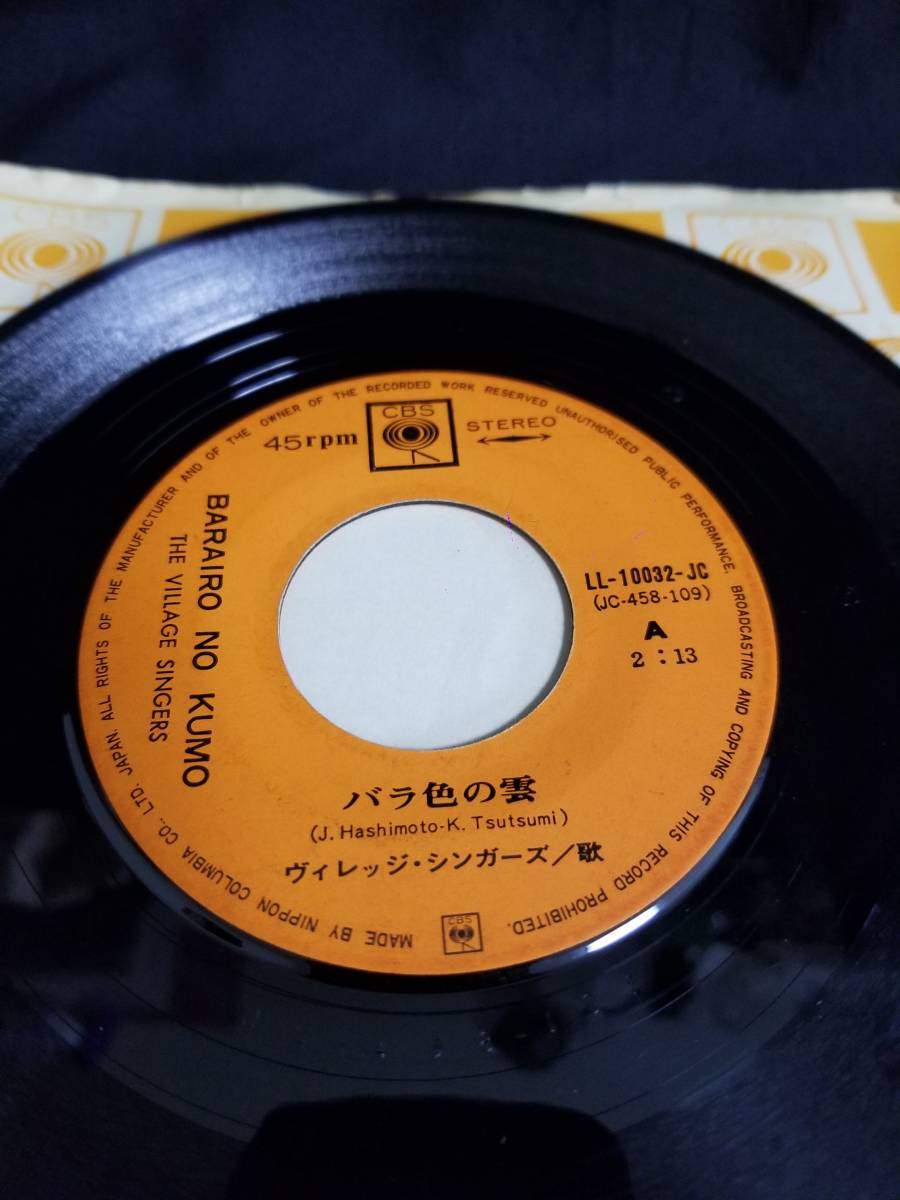 CBS
45rpm
CBS
STEREO
BARAIRO NO KUMO
THE VILLAGE SINGERS
LL-10032-JC
(JC-458-109)
A
2:13
バラ色の雲
(J. Hashimoto-K. Tsutsumi)
ヴィレッジ・シンガーズ/歌
CBS
MADE BY NIPPON COLUMBIA CO., LTD. JAPAN. ALL RIGHTS OF THE MANUFACTURER AND OF THE OWNER OF THE RECORDED WORK RESERVED UNAUTHORISED PUBLIC PERFORMANCE, BROADCASTING AND COPYING OF THIS RECORD PROHIBITED.